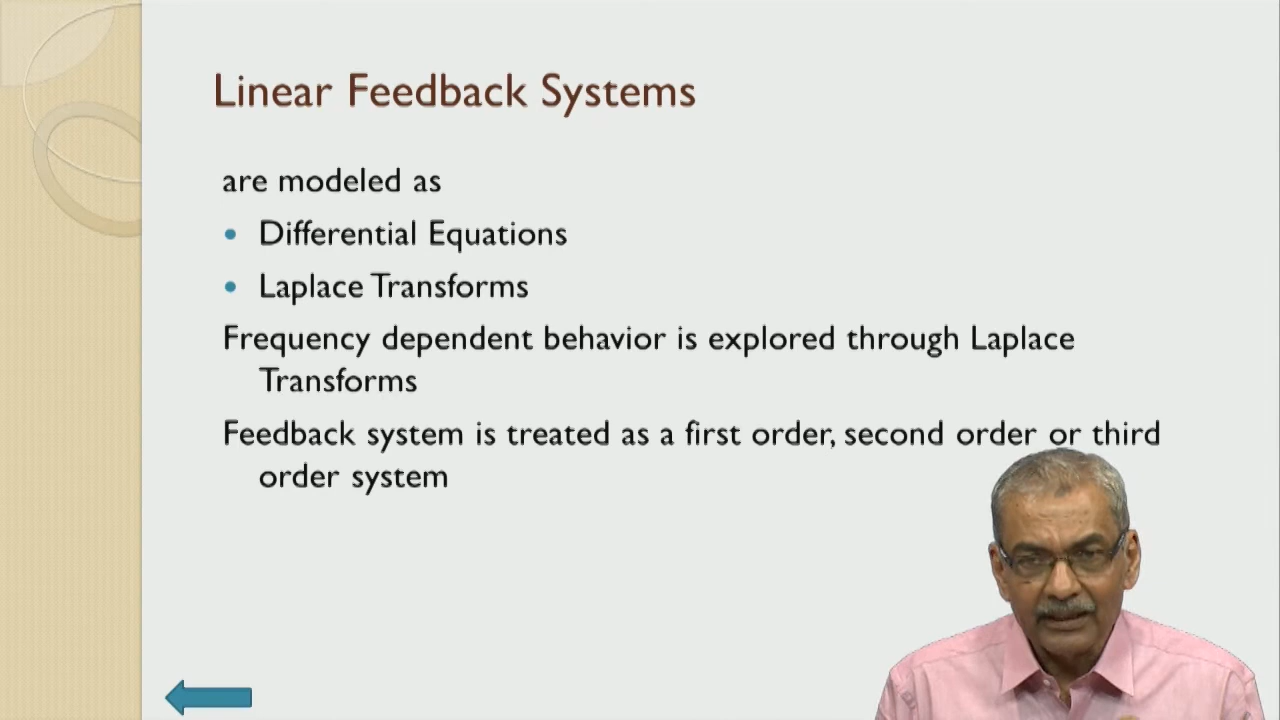 Linear Feedback Systems
are modeled as
• Differential Equations
• Laplace Transforms
Frequency dependent behavior is explored through Laplace
Transforms
Feedback system is treated as a first order, second order or third
order system